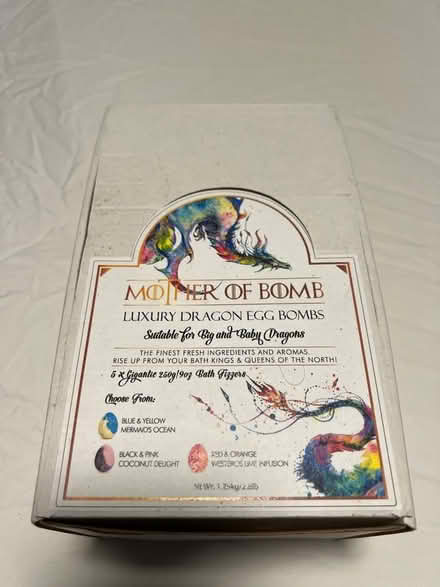 MOTHER OF BOMB
LUXURY DRAGON EGG BOMBS
Suitable for Big and Baby Dragons
THE FINEST FRESH INGREDIENTS AND AROMAS.
RISE UP FROM YOUR BATH KINGS & QUEENS OF THE NORTH!
5 x Gigantic 250g/9oz Bath Fizzers
Choose From:
BLUE & YELLOW
MERMAID'S OCEAN
BLACK & PINK
COCONUT DELIGHT
RED & ORANGE
WESTEROS LIME INFUSION